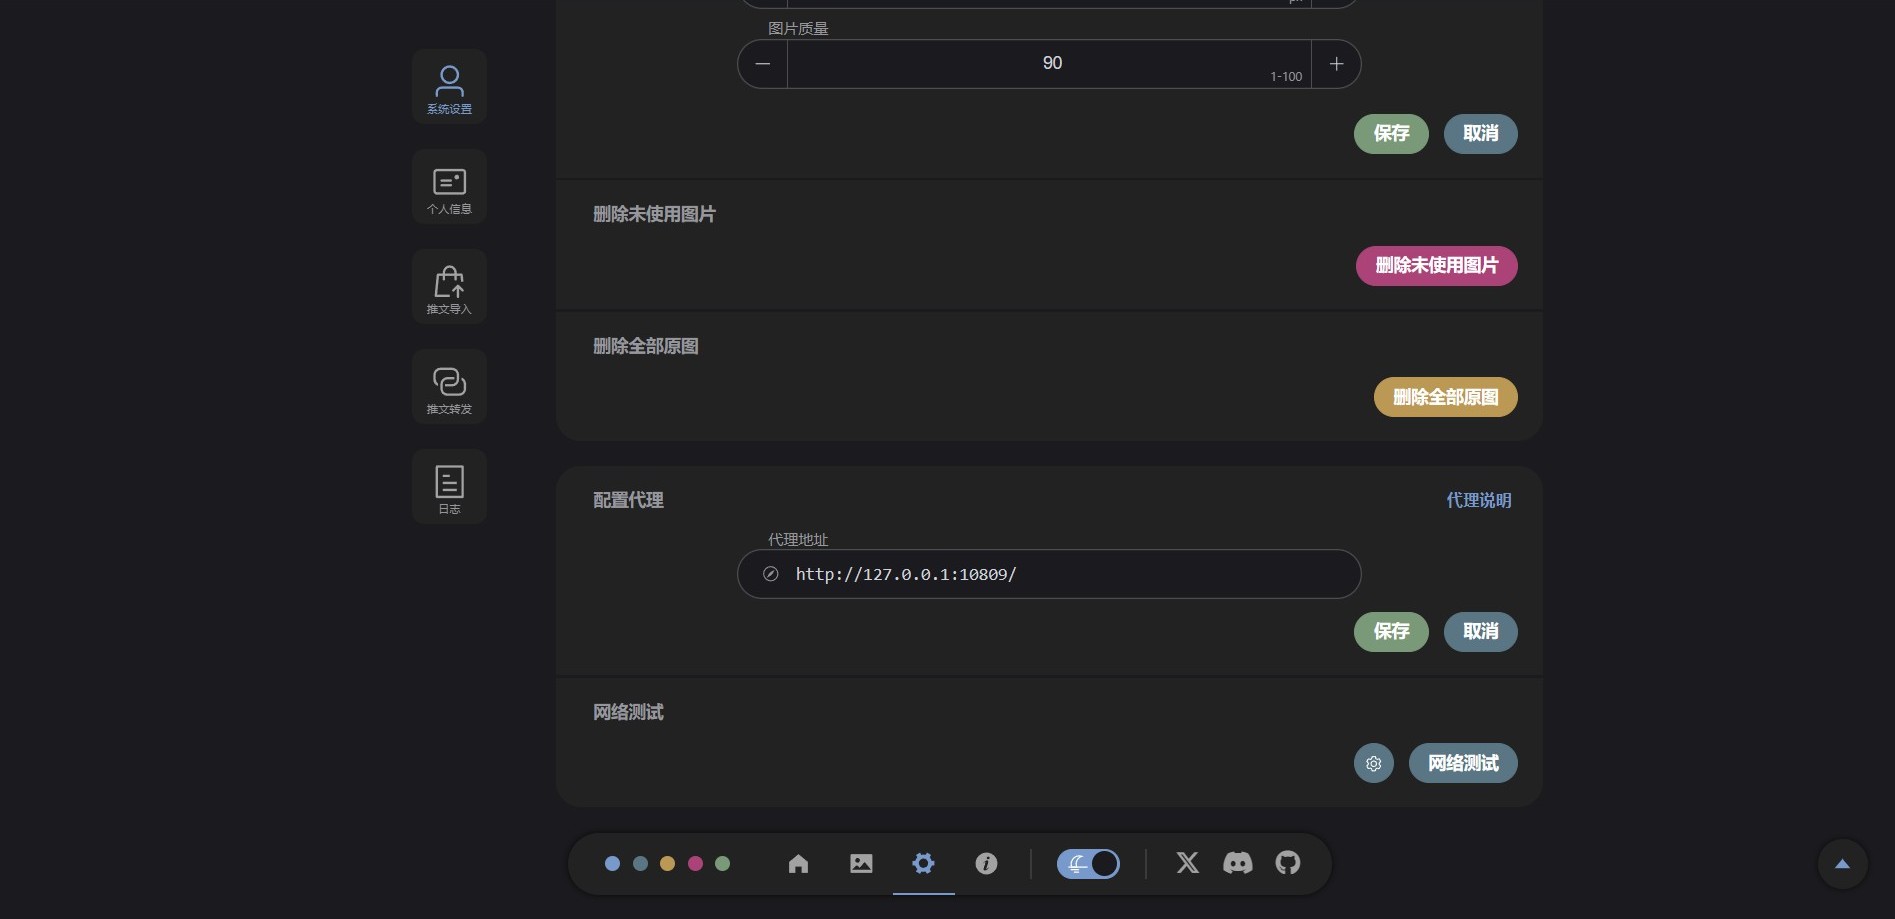 系统设置
个人信息
推文导入
推文转发
日志
图片质量
90
1-100
保存
取消
删除未使用图片
删除未使用图片
删除全部原图
删除全部原图
配置代理
代理说明
代理地址
http://127.0.0.1:10809/
保存
取消
网络测试
网络测试